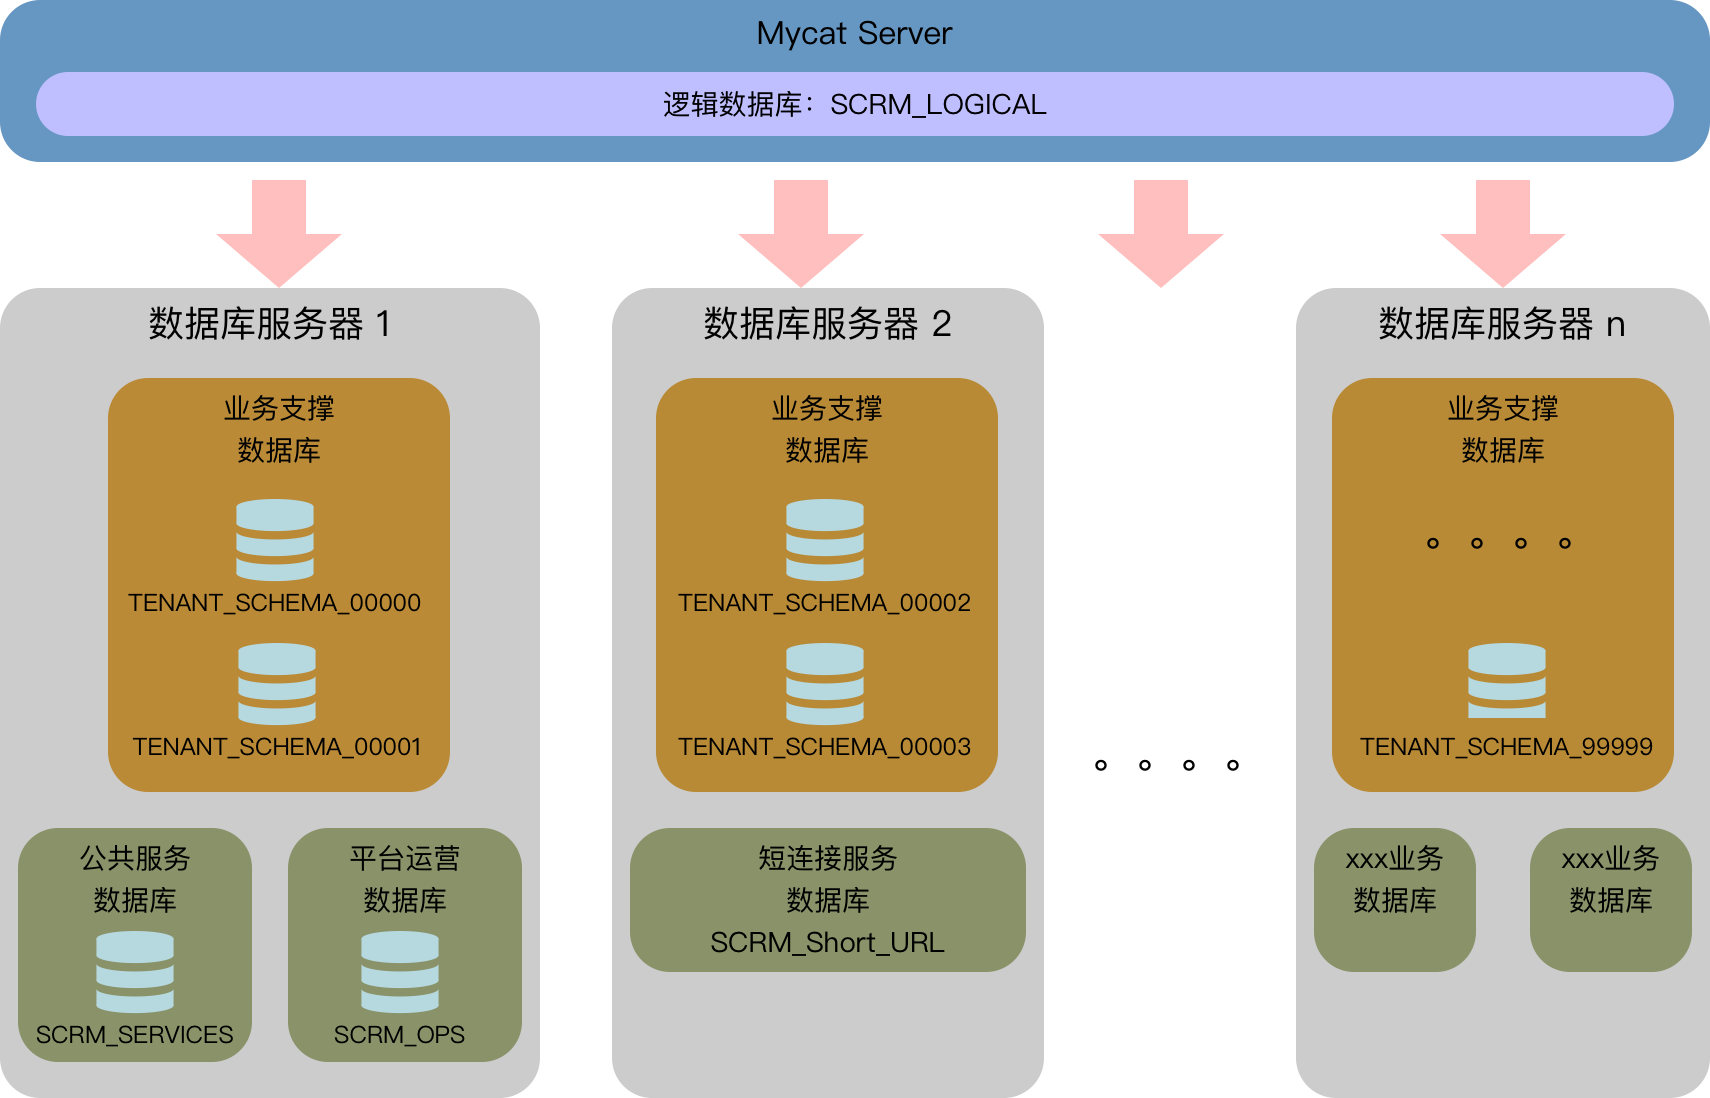 Mycat Server
逻辑数据库：SCRM_LOGICAL
数据库服务器 1
业务支撑
数据库
TENANT_SCHEMA_00000
TENANT_SCHEMA_00001
公共服务
数据库
SCRM_SERVICES
平台运营
数据库
SCRM_OPS
数据库服务器 2
业务支撑
数据库
TENANT_SCHEMA_00002
TENANT_SCHEMA_00003
短连接服务
数据库
SCRM_Short_URL
。。。。
数据库服务器 n
业务支撑
数据库
。。。。
TENANT_SCHEMA_99999
xxx业务
数据库
xxx业务
数据库